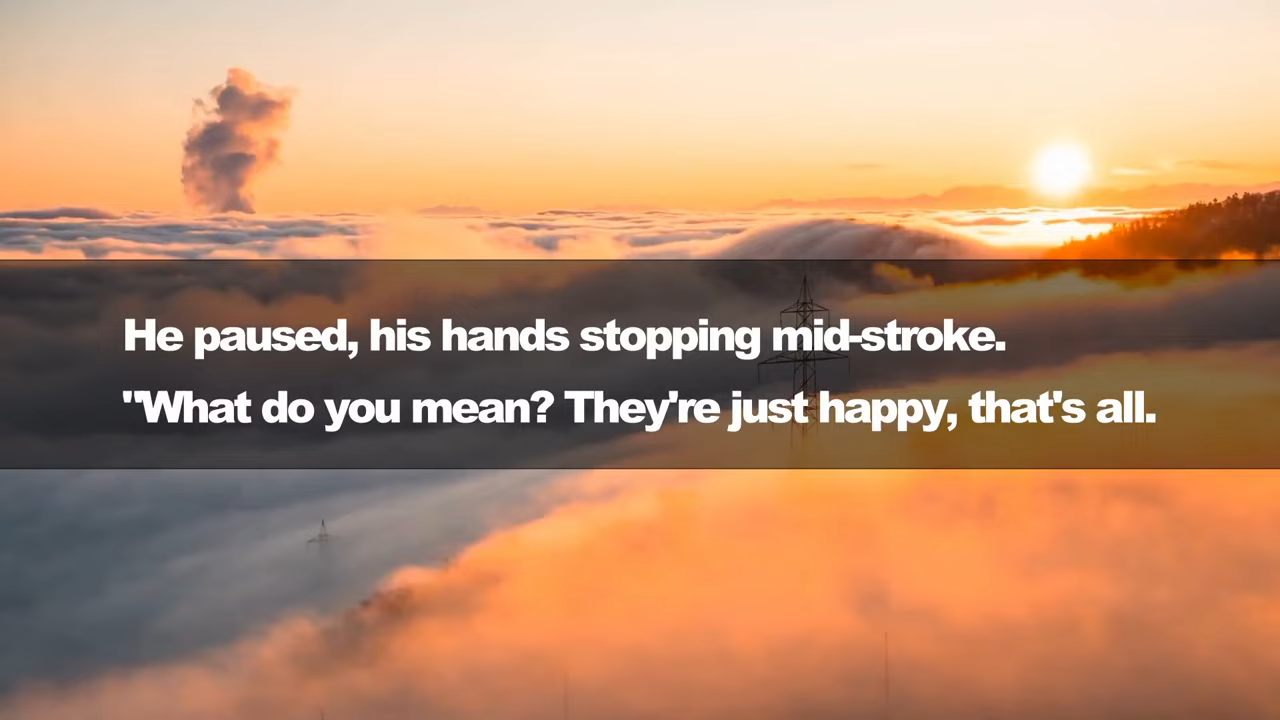 He paused, his hands stopping mid-stroke.
"What do you mean? They're just happy, that's all.